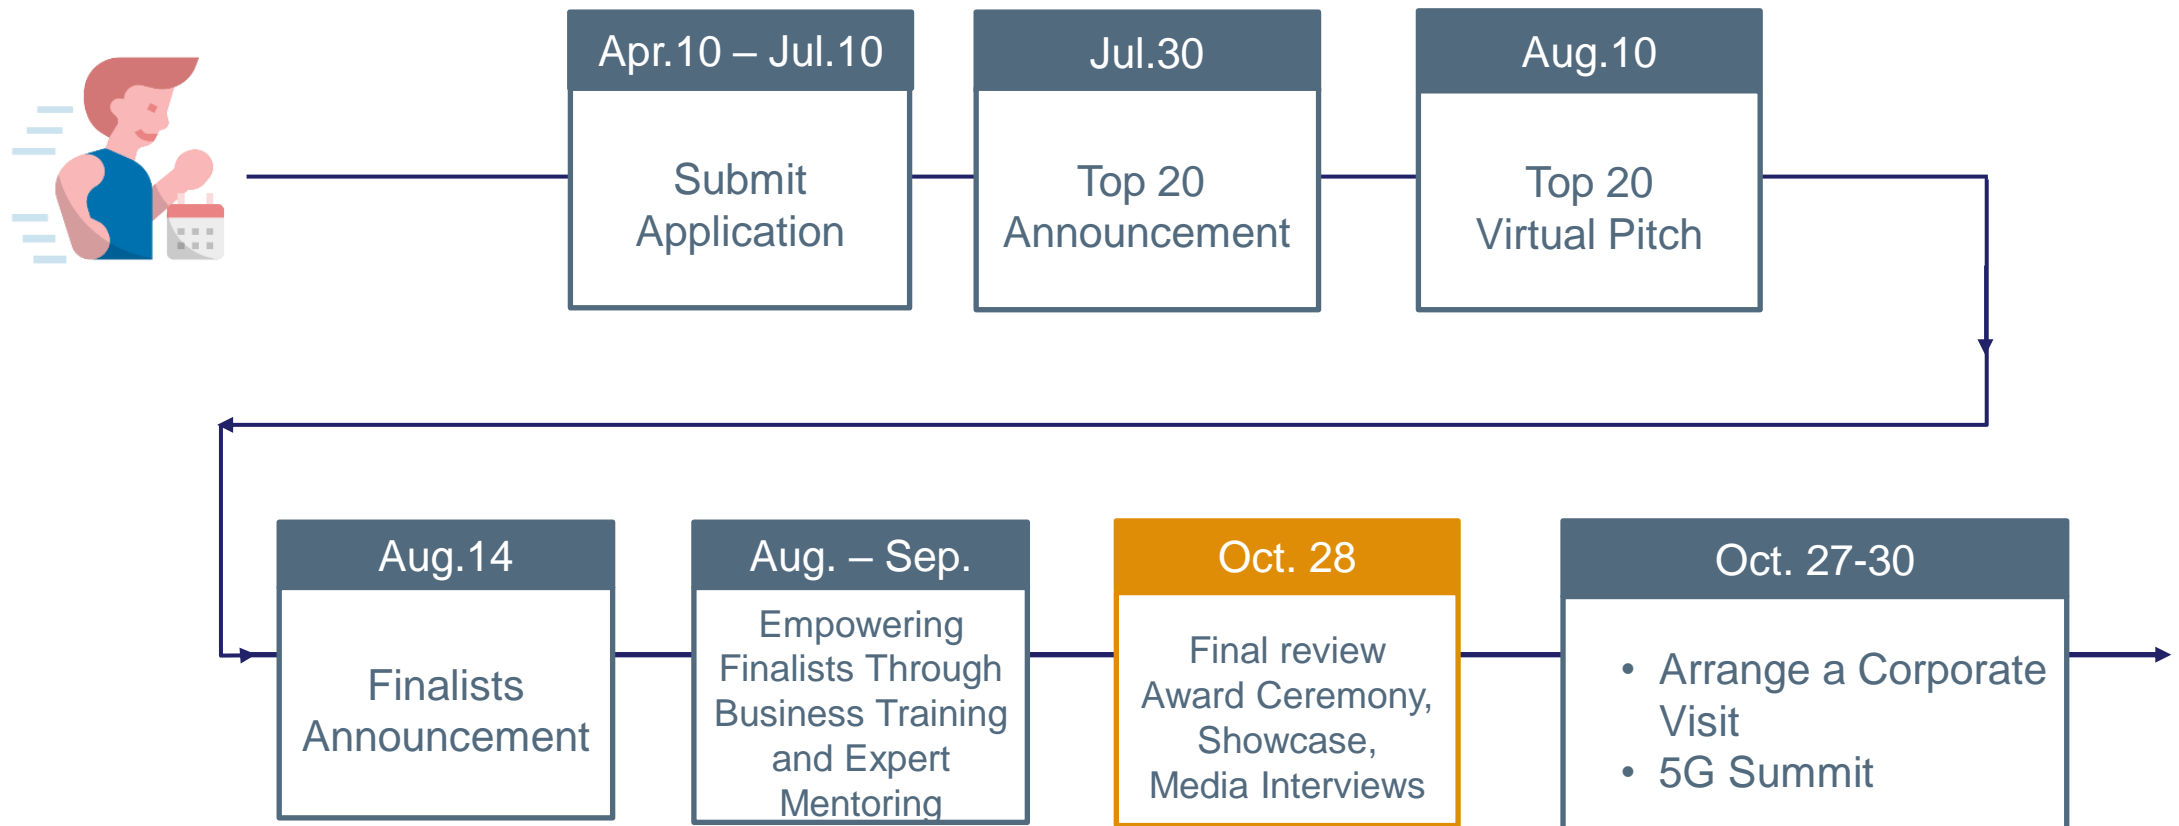 Apr.10 – Jul.10
Submit
Application
Jul.30
Top 20
Announcement
Aug.10
Top 20
Virtual Pitch
Aug.14
Finalists
Announcement
Aug. – Sep.
Empowering
Finalists Through
Business Training
and Expert
Mentoring
Oct. 28
Final review
Award Ceremony,
Showcase,
Media Interviews
Oct. 27-30
• Arrange a Corporate
Visit
• 5G Summit